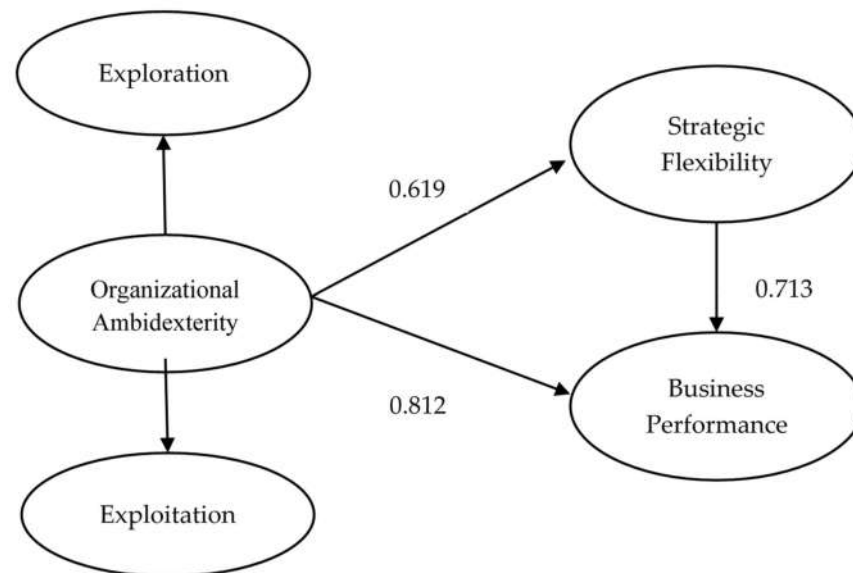 Exploration
Strategic
Flexibility
0.619
Organizational
Ambidexterity
0.713
Business
Performance
0.812
Exploitation